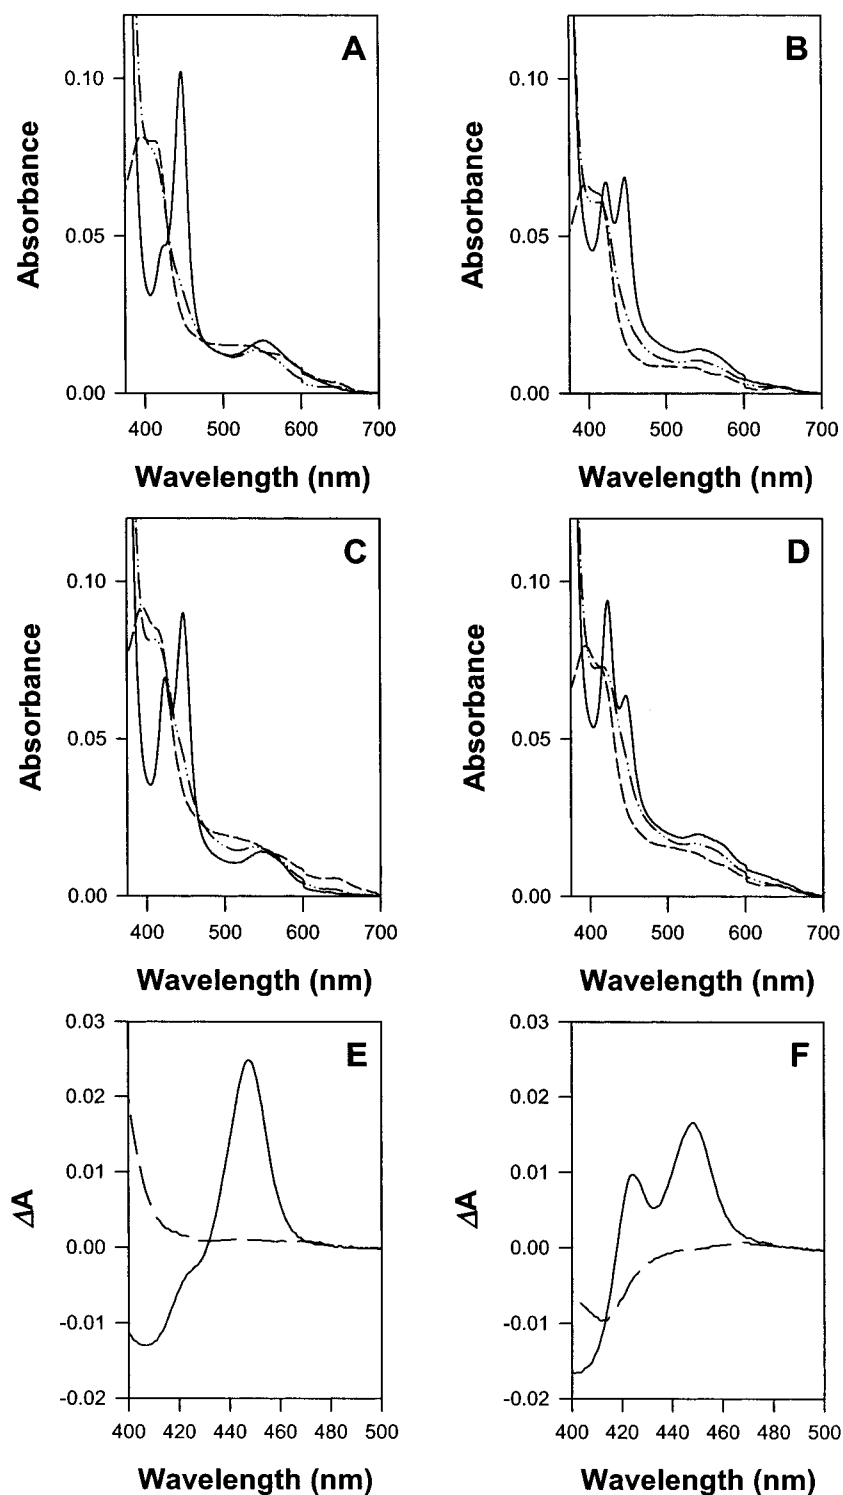 A
B
0.10
0.05
0.00
Absorbance
400 500 600 700
Wavelength (nm)
0.10
0.05
0.00
Absorbance
400 500 600 700
Wavelength (nm)
C
D
0.10
0.05
0.00
Absorbance
400 500 600 700
Wavelength (nm)
0.10
0.05
0.00
Absorbance
400 500 600 700
Wavelength (nm)
E
F
0.03
0.02
0.01
0.00
-0.01
-0.02
ΔA
400 420 440 460 480 500
Wavelength (nm)
0.03
0.02
0.01
0.00
-0.01
-0.02
ΔA
400 420 440 460 480 500
Wavelength (nm)